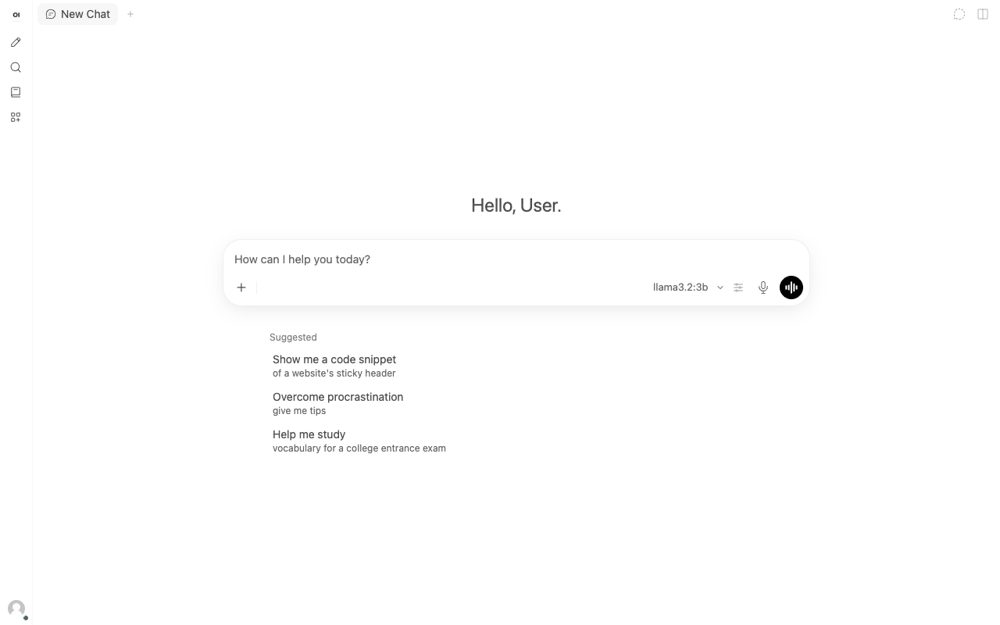 OI
New Chat
Hello, User.
How can I help you today?
llama3.2:3b
Suggested
Show me a code snippet
of a website's sticky header
Overcome procrastination
give me tips
Help me study
vocabulary for a college entrance exam